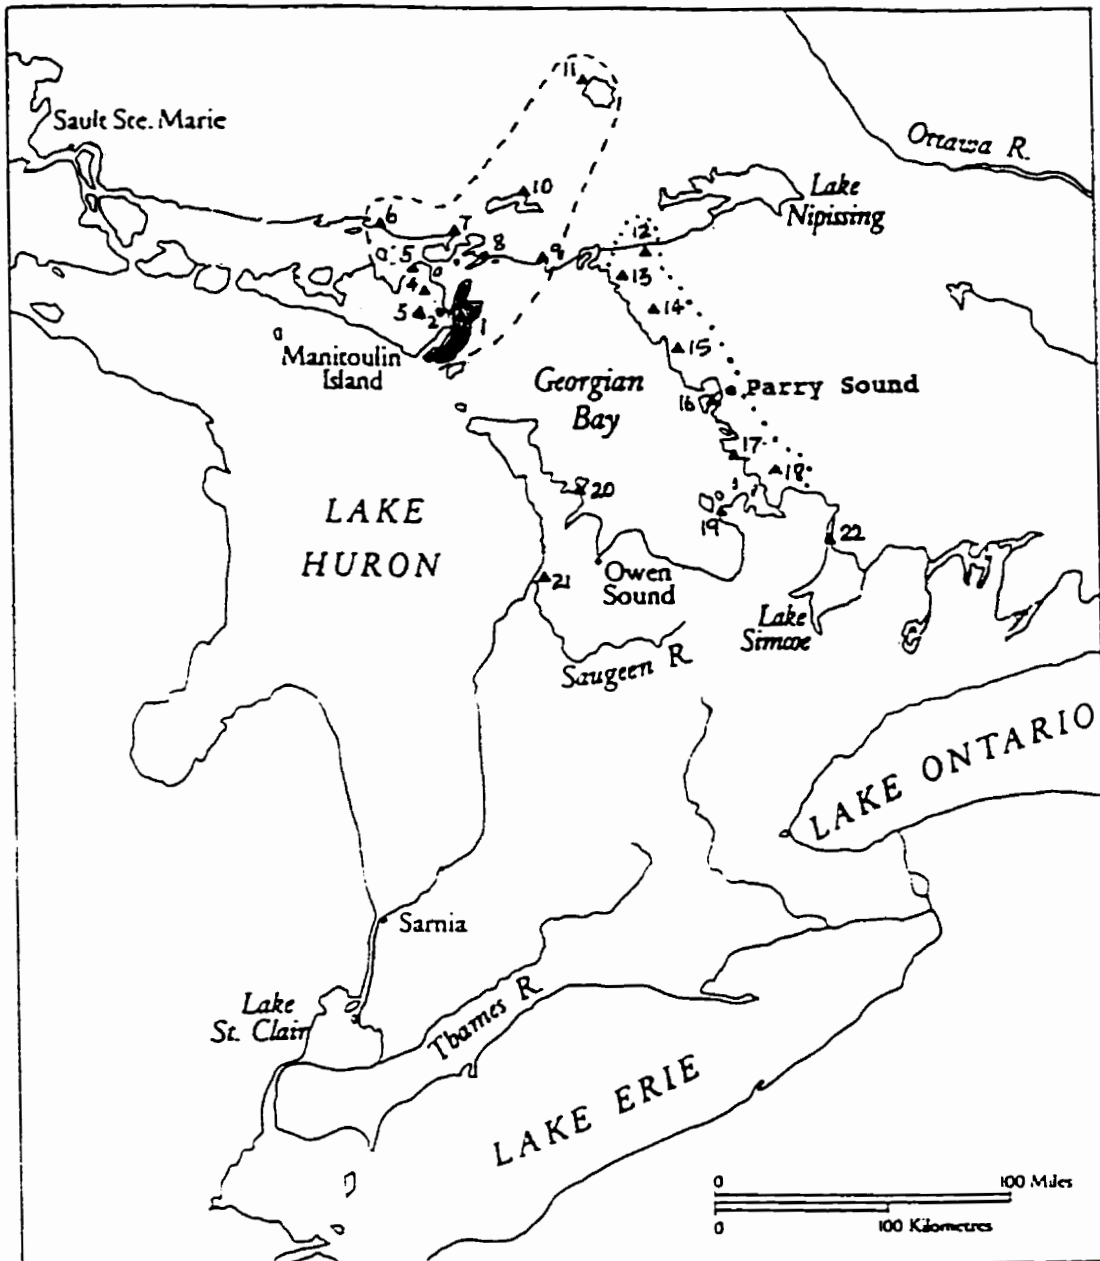 11
Sault Ste. Marie
Ottawa R.
10
Lake
Nipissing
6
7
12
5
8
9
13
4
3
2
1
14
15
Manitoulin
Island
Georgian
Bay
Parry Sound
16
17
18
20
19
22
LAKE
HURON
21
Owen
Sound
Lake
Simcoe
Saugeen R.
LAKE ONTARIO
Sarnia
Lake
St. Clair
Thames R.
LAKE ERIE
0 100 Miles
0 100 Kilometres